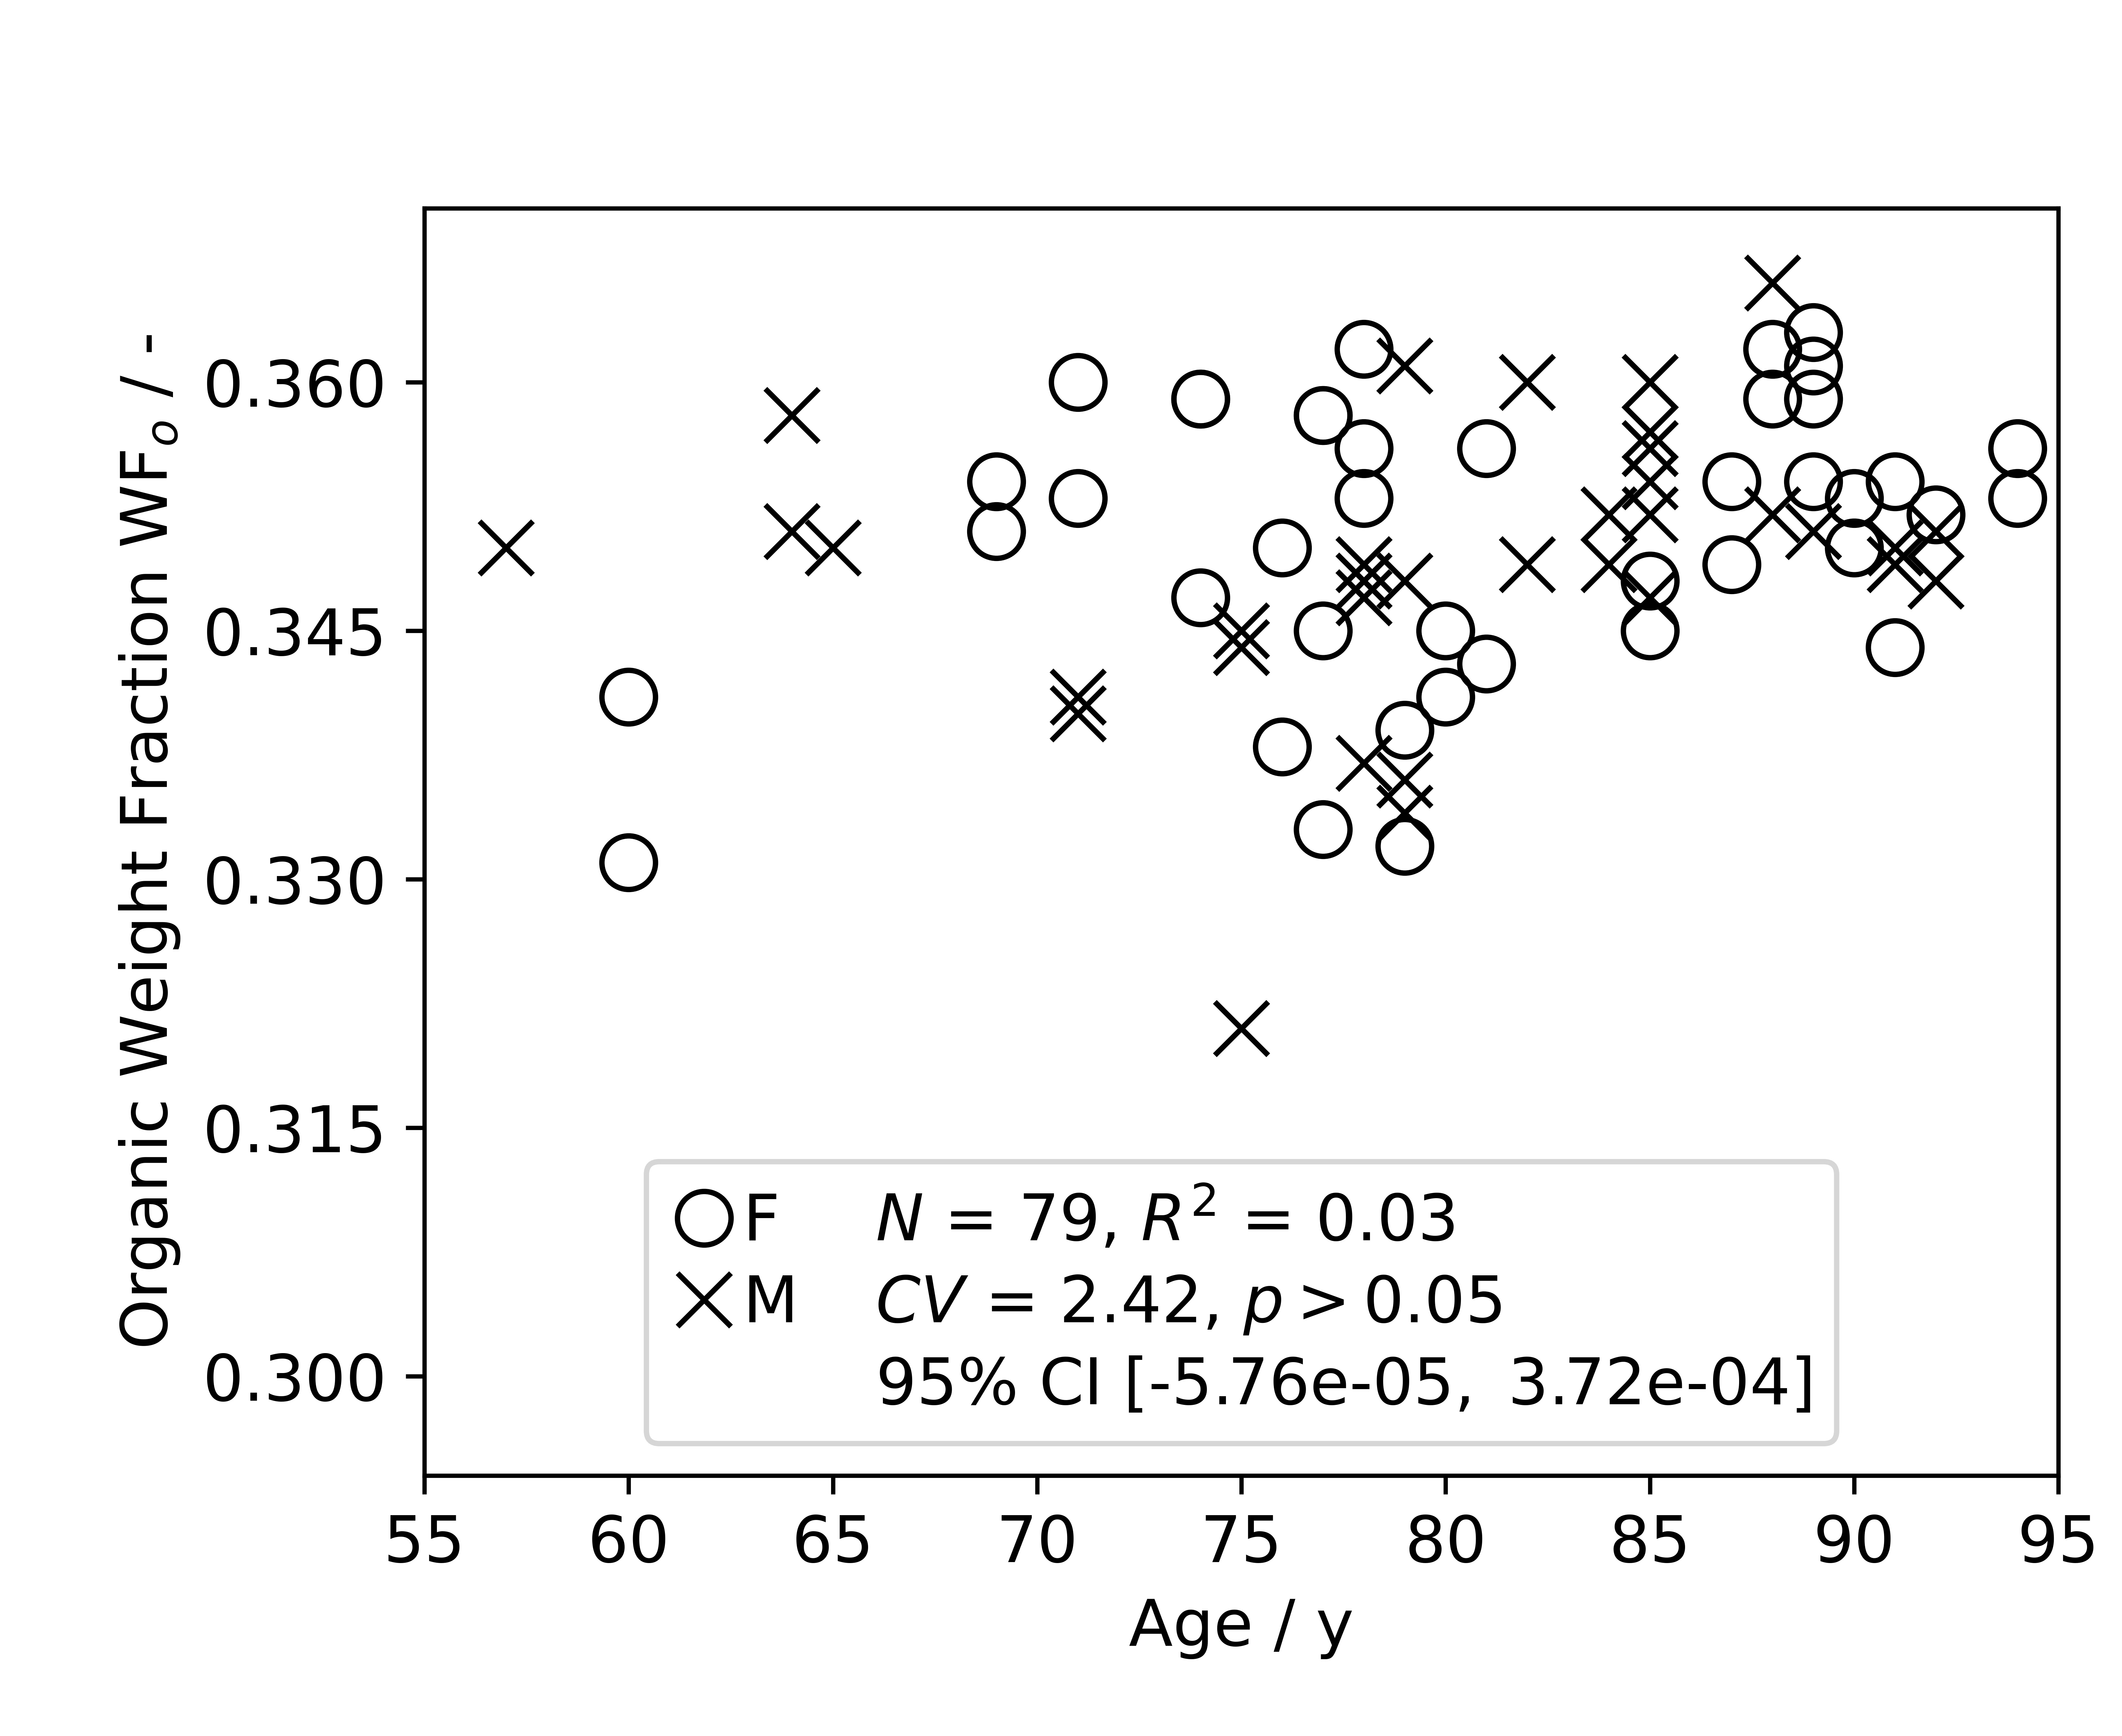 Organic Weight Fraction WFo / -
0.360
0.345
0.330
0.315
0.300
F N = 79, R² = 0.03
M CV = 2.42, p > 0.05
95% CI [-5.76e-05, 3.72e-04]
55 60 65 70 75 80 85 90 95
Age / y